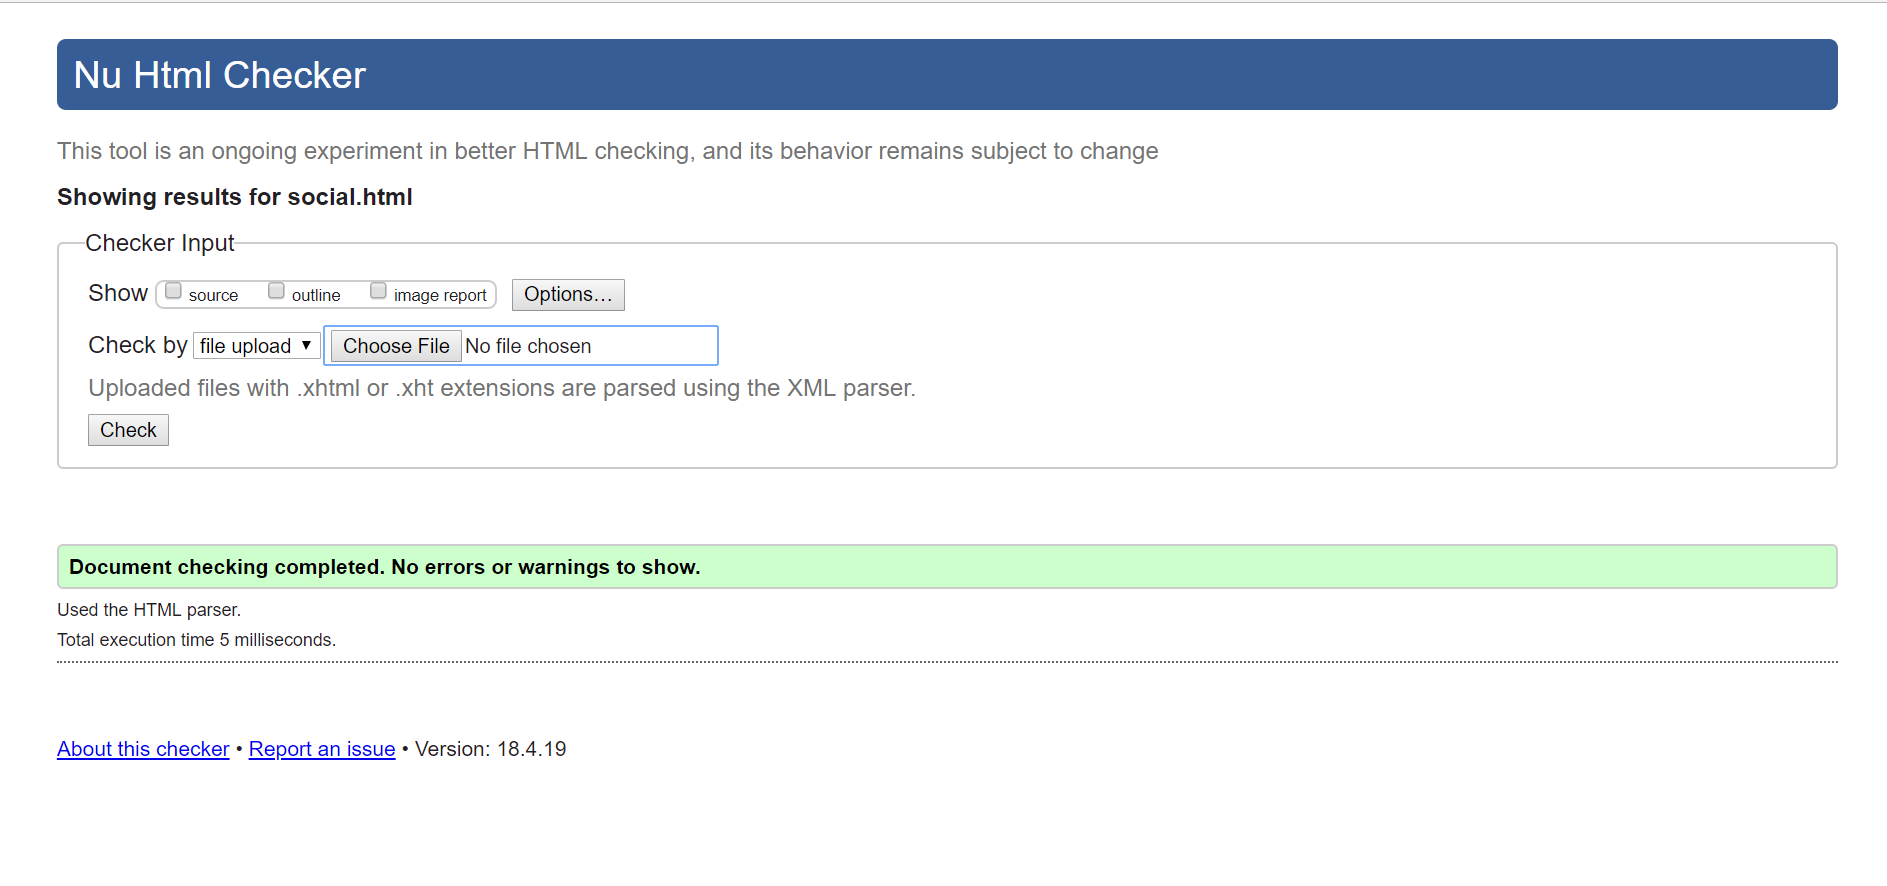 Nu Html Checker
This tool is an ongoing experiment in better HTML checking, and its behavior remains subject to change
Showing results for social.html
Checker Input
Show source outline image report Options...
Check by file upload ▼ Choose File No file chosen
Uploaded files with .xhtml or .xht extensions are parsed using the XML parser.
Check
Document checking completed. No errors or warnings to show.
Used the HTML parser.
Total execution time 5 milliseconds.
About this checker • Report an issue • Version: 18.4.19